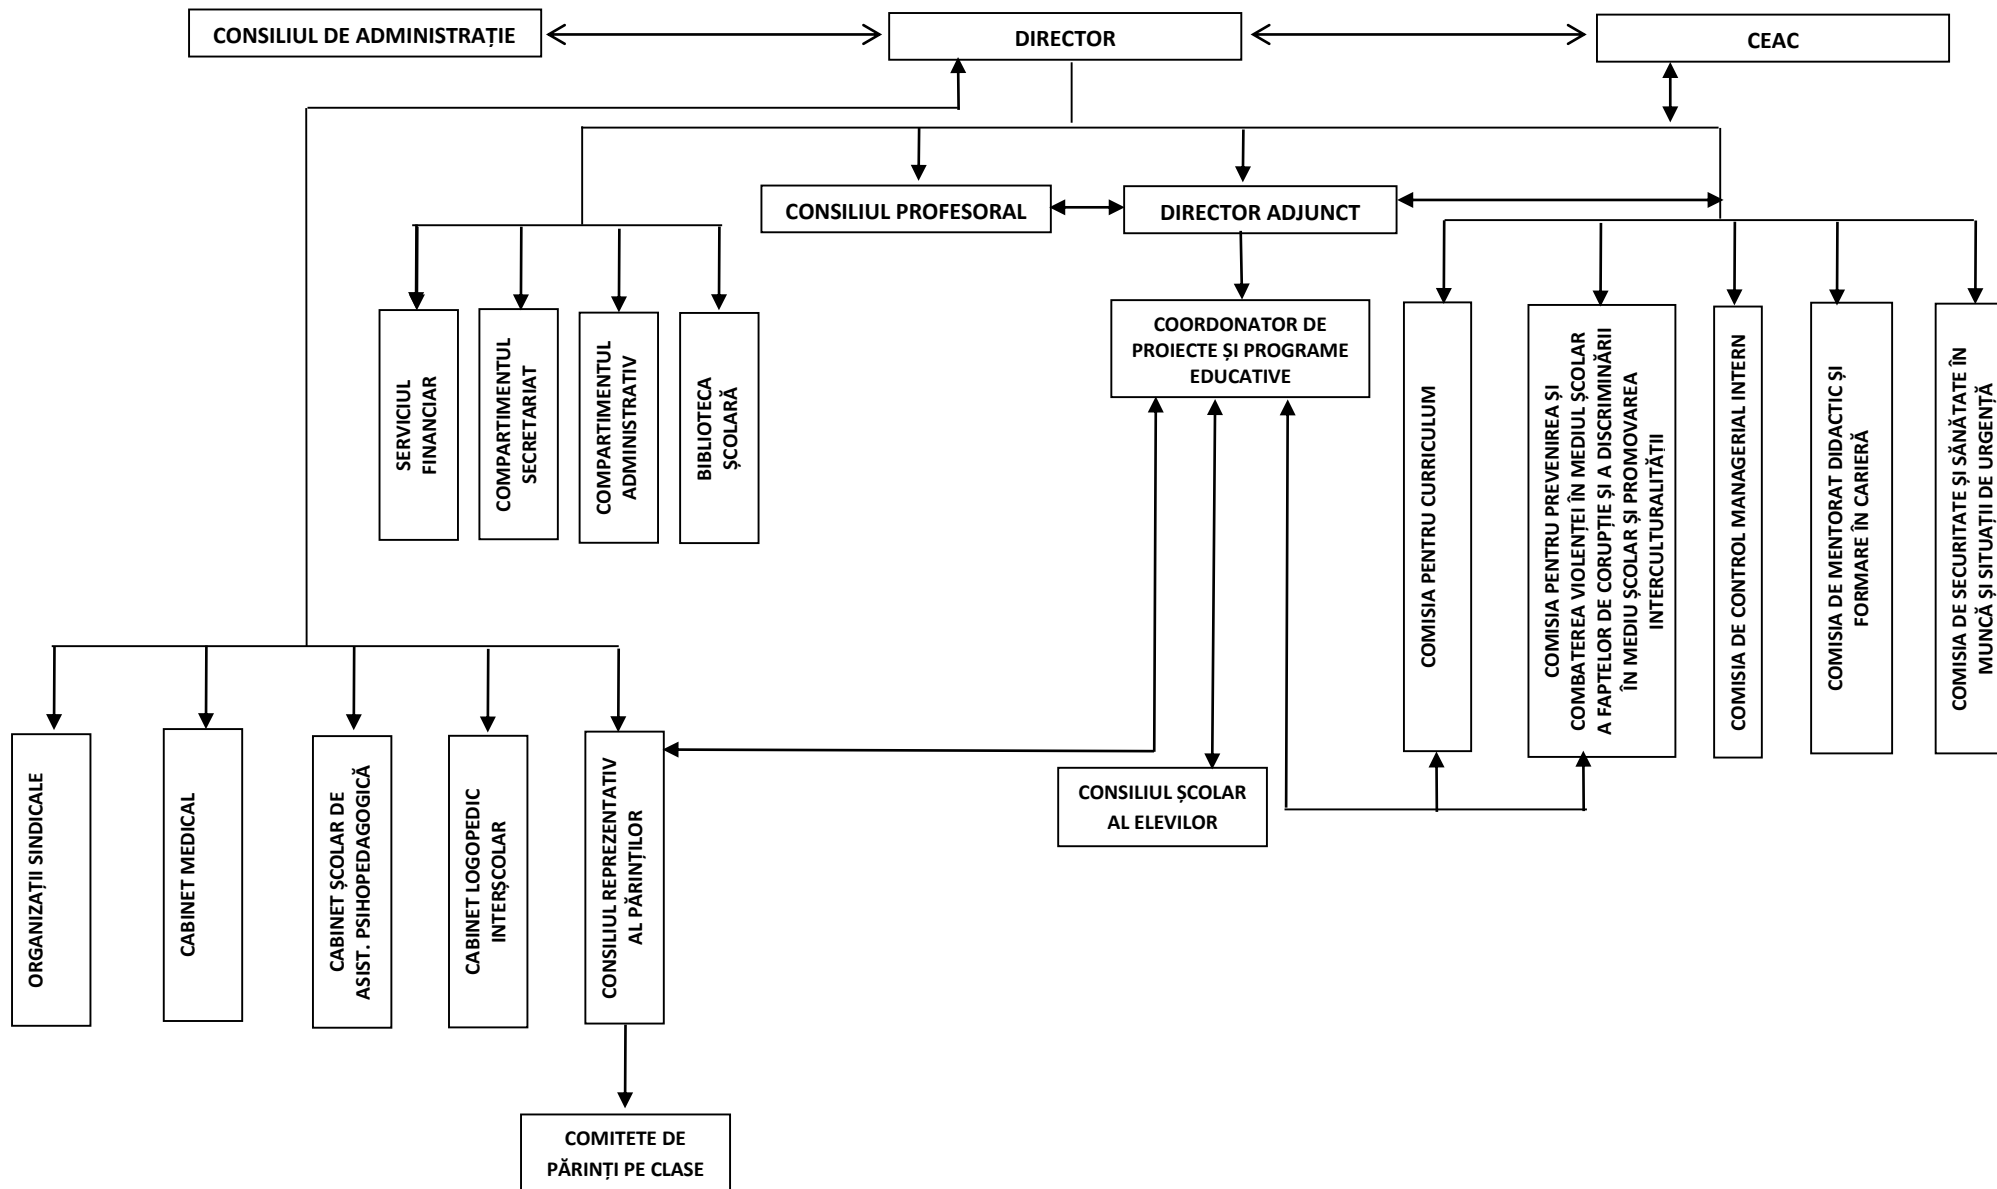 CONSILIUL DE ADMINISTRAȚIE
DIRECTOR
CEAC
CONSILIUL PROFESORAL
DIRECTOR ADJUNCT
SERVICIUL
FINANCIAR
COMPARTIMENTUL
SECRETARIAT
COMPARTIMENTUL
ADMINISTRATIV
BIBLIOTECA
ȘCOLARĂ
COORDONATOR DE
PROIECTE ȘI PROGRAME
EDUCATIVE
COMISIA PENTRU CURRICULUM
COMISIA PENTRU PREVENIREA ȘI
COMBATEREA VIOLENȚEI ÎN MEDIUL ȘCOLAR
A FAPTELOR DE CORUPȚIE ȘI A DISCRIMINĂRII
ÎN MEDIU ȘCOLAR ȘI PROMOVAREA
INTERCULTURALITĂȚII
COMISIA DE CONTROL MANAGERIAL INTERN
COMISIA DE MENTORAT DIDACTIC ȘI
FORMARE ÎN CARIERĂ
COMISIA DE SECURITATE ȘI SĂNĂTATE ÎN
MUNCĂ ȘI SITUAȚII DE URGENȚĂ
ORGANIZAȚII SINDICALE
CABINET MEDICAL
CABINET ȘCOLAR DE
ASIST. PSIHOPEDAGOGICĂ
CABINET LOGOPEDIC
INTERȘCOLAR
CONSILIUL REPREZENTATIV
AL PĂRINȚILOR
CONSILIUL ȘCOLAR
AL ELEVILOR
COMITETE DE
PĂRINȚI PE CLASE